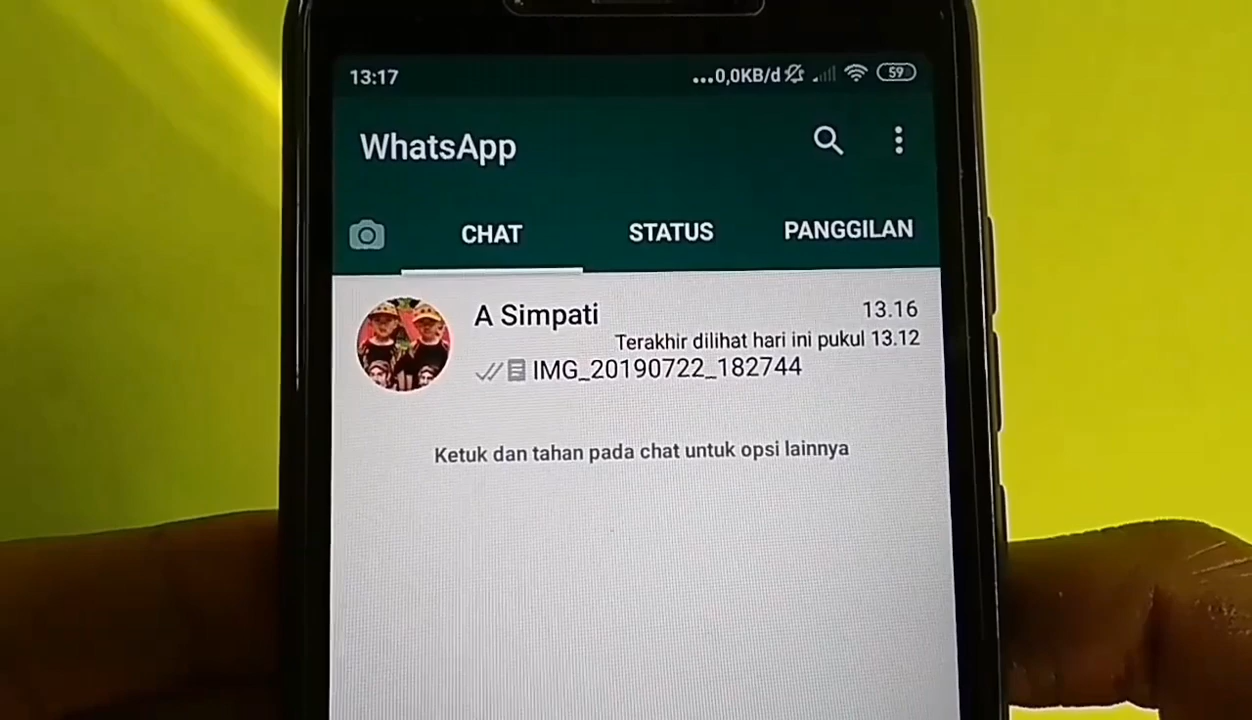 13:17 ...0,0KB/d 59
WhatsApp
CHAT STATUS PANGGILAN
A Simpati 13.16
Terakhir dilihat hari ini pukul 13.12
IMG_20190722_182744
Ketuk dan tahan pada chat untuk opsi lainnya